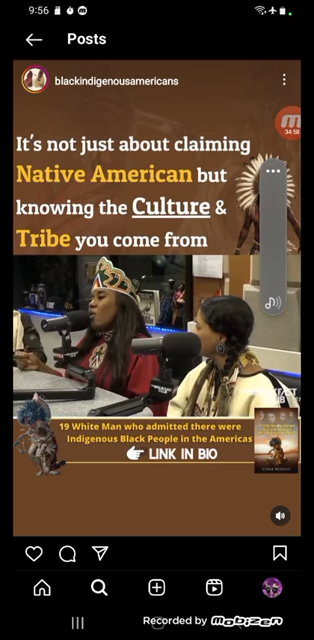 9:56
Posts
blackindigenousamericans
34:58
It's not just about claiming
Native American but
knowing the Culture &
Tribe you come from
19 White Man who admitted there were
Indigenous Black People in the Americas
LINK IN BIO
Recorded by Mobizen